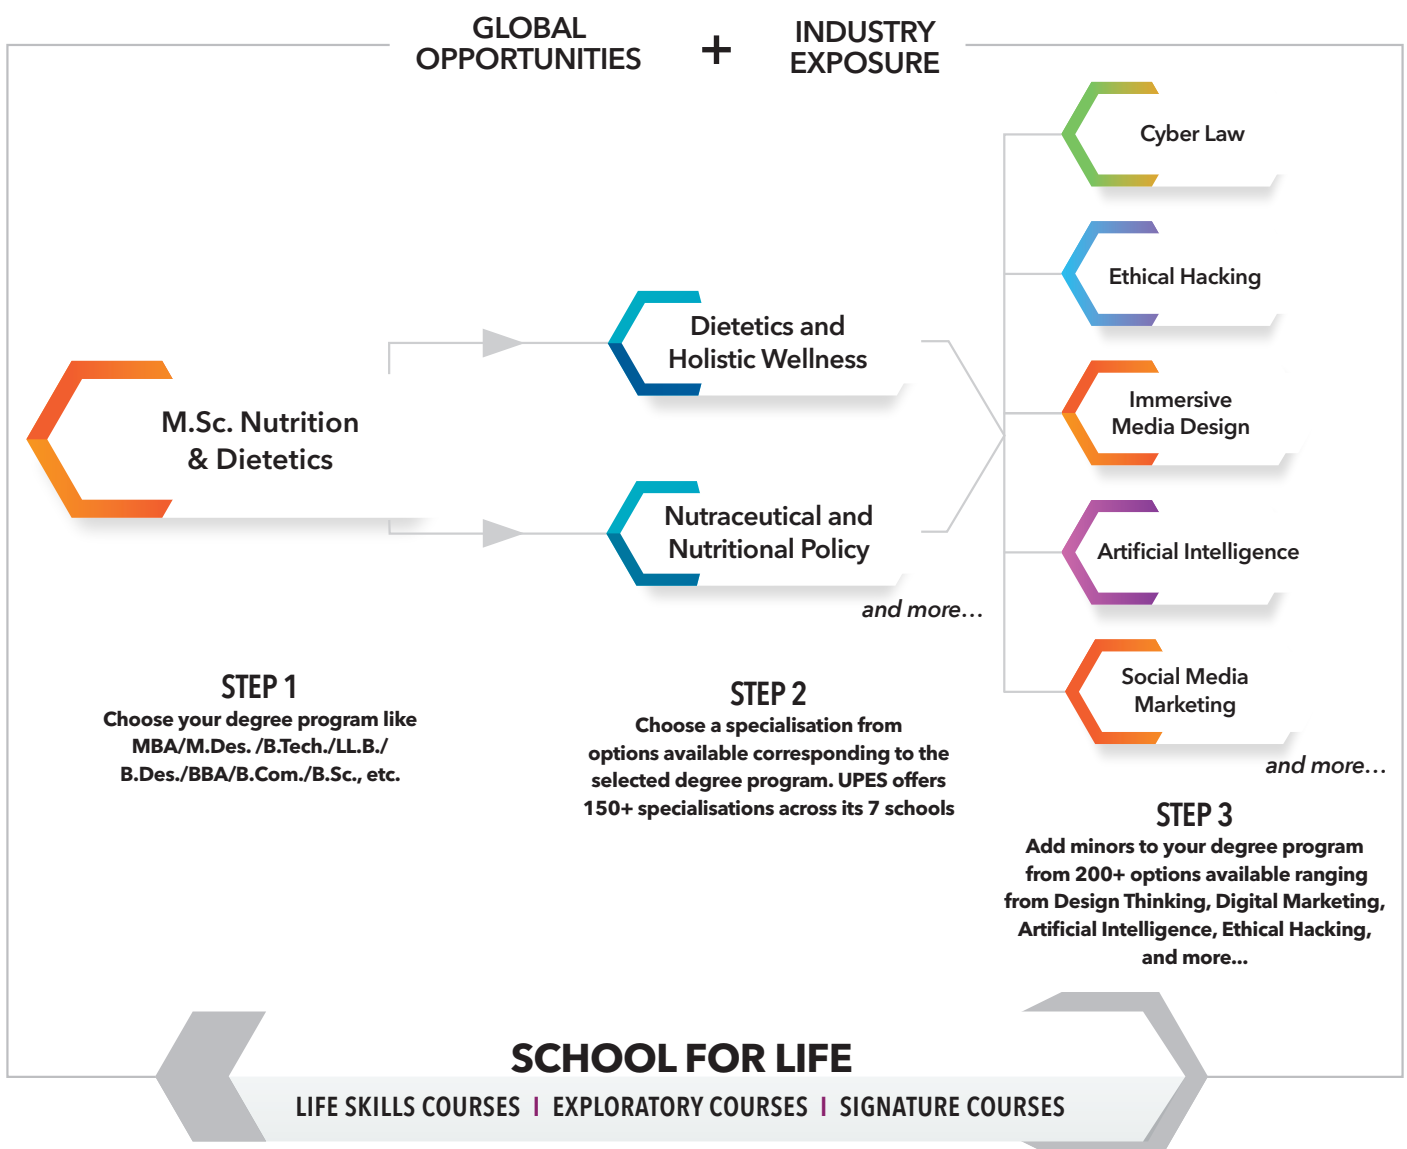 GLOBAL
OPPORTUNITIES
+
INDUSTRY
EXPOSURE
M.Sc. Nutrition
& Dietetics
Dietetics and
Holistic Wellness
Nutraceutical and
Nutritional Policy
and more...
Cyber Law
Ethical Hacking
Immersive
Media Design
Artificial Intelligence
Social Media
Marketing
and more...
STEP 1
Choose your degree program like
MBA/M.Des. /B.Tech./LL.B./
B.Des./BBA/B.Com./B.Sc., etc.
STEP 2
Choose a specialisation from
options available corresponding to the
selected degree program. UPES offers
150+ specialisations across its 7 schools
STEP 3
Add minors to your degree program
from 200+ options available ranging
from Design Thinking, Digital Marketing,
Artificial Intelligence, Ethical Hacking,
and more...
SCHOOL FOR LIFE
LIFE SKILLS COURSES | EXPLORATORY COURSES | SIGNATURE COURSES